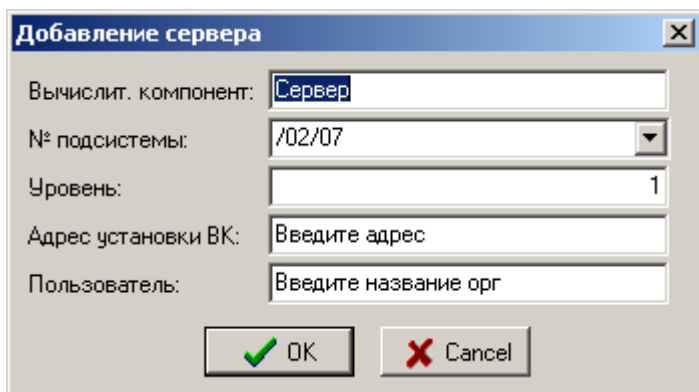 Добавление сервера
Вычислит. компонент: Сервер
№ подсистемы: /02/07
Уровень: 1
Адрес установки ВК: Введите адрес
Пользователь: Введите название орг
OK Cancel